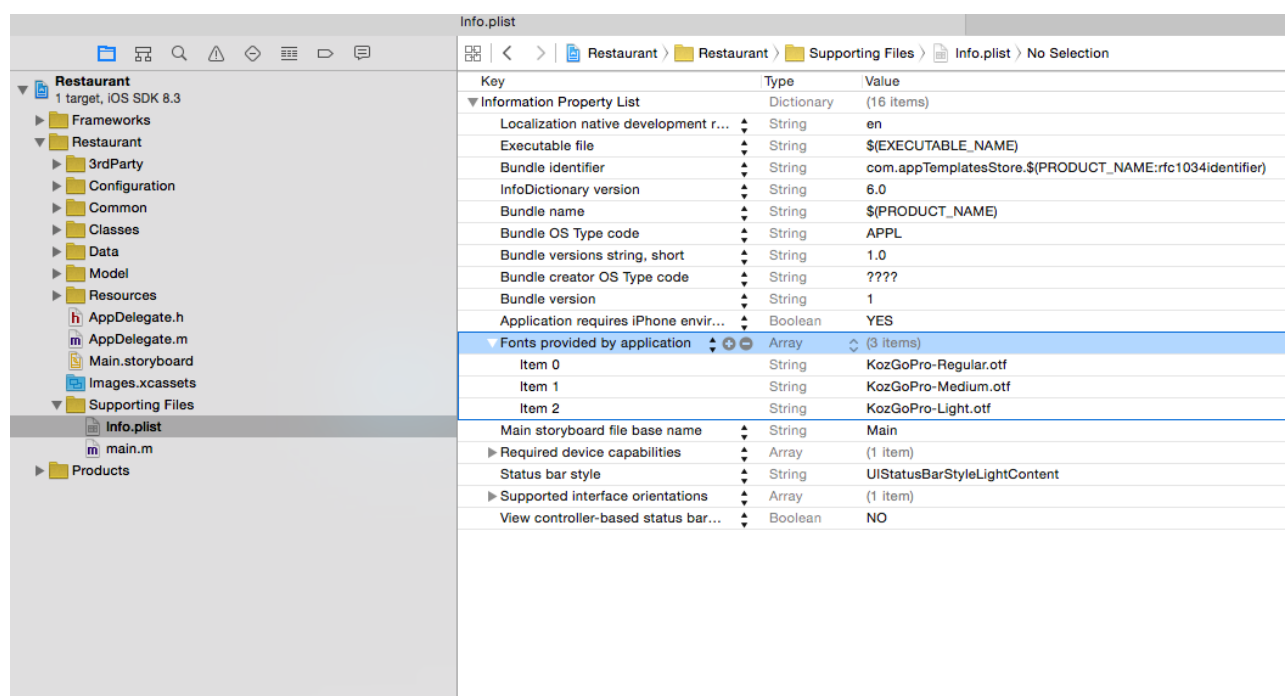 Info.plist
Restaurant Restaurant Supporting Files Info.plist No Selection
Restaurant
1 target, iOS SDK 8.3
Frameworks
Restaurant
3rdParty
Configuration
Common
Classes
Data
Model
Resources
h AppDelegate.h
m AppDelegate.m
Main.storyboard
Images.xcassets
Supporting Files
Info.plist
m main.m
Products
Key Type Value
Information Property List Dictionary (16 items)
Localization native development r... String en
Executable file String $(EXECUTABLE_NAME)
Bundle identifier String com.appTemplatesStore.$(PRODUCT_NAME:rfc1034identifier)
InfoDictionary version String 6.0
Bundle name String $(PRODUCT_NAME)
Bundle OS Type code String APPL
Bundle versions string, short String 1.0
Bundle creator OS Type code String ????
Bundle version String 1
Application requires iPhone envir... Boolean YES
Fonts provided by application Array (3 items)
Item 0 String KozGoPro-Regular.otf
Item 1 String KozGoPro-Medium.otf
Item 2 String KozGoPro-Light.otf
Main storyboard file base name String Main
Required device capabilities Array (1 item)
Status bar style String UIStatusBarStyleLightContent
Supported interface orientations Array (1 item)
View controller-based status bar... Boolean NO